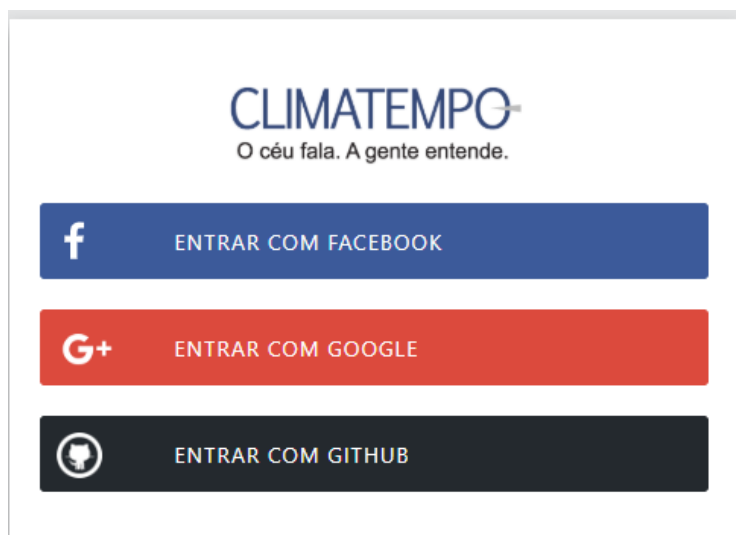 CLIMATEMPO
O céu fala. A gente entende.
ENTRAR COM FACEBOOK
G+ ENTRAR COM GOOGLE
ENTRAR COM GITHUB